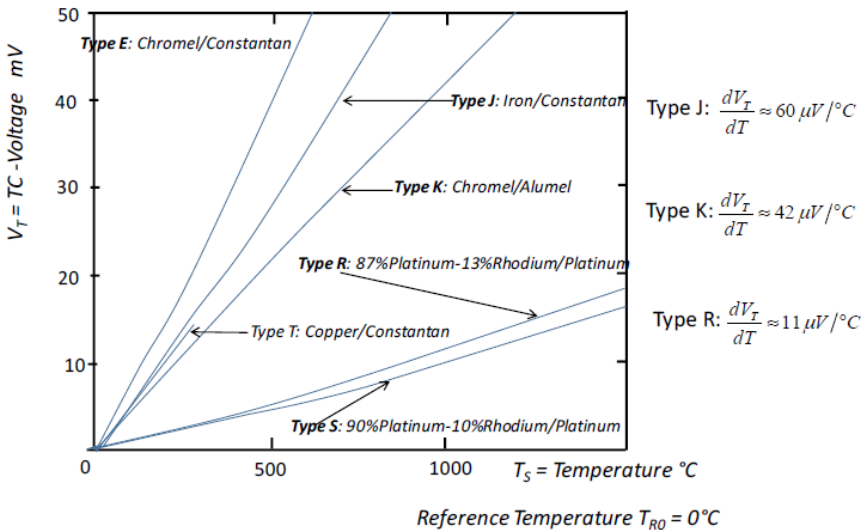 50
40
30
20
10
0
500
1000
V_T = TC -Voltage mV
Type E: Chromel/Constantan
Type J: Iron/Constantan
Type K: Chromel/Alumel
Type R: 87%Platinum-13%Rhodium/Platinum
Type T: Copper/Constantan
Type S: 90%Platinum-10%Rhodium/Platinum
T_S = Temperature °C
Reference Temperature T_R0 = 0°C
Type J: dV_T/dT ≈ 60 μV/°C
Type K: dV_T/dT ≈ 42 μV/°C
Type R: dV_T/dT ≈ 11 μV/°C